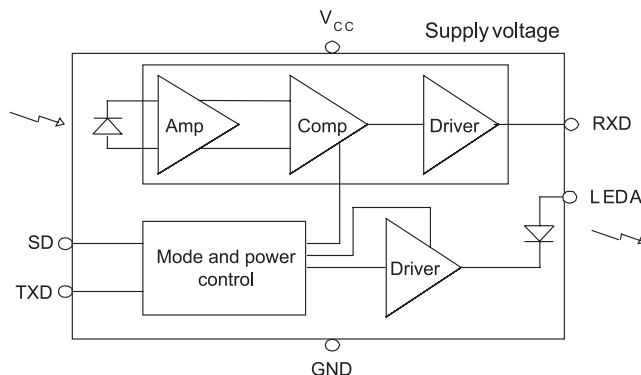 VCC
Supply voltage
Amp
Comp
Driver
RXD
LEDA
SD
Mode and power
control
Driver
TXD
GND